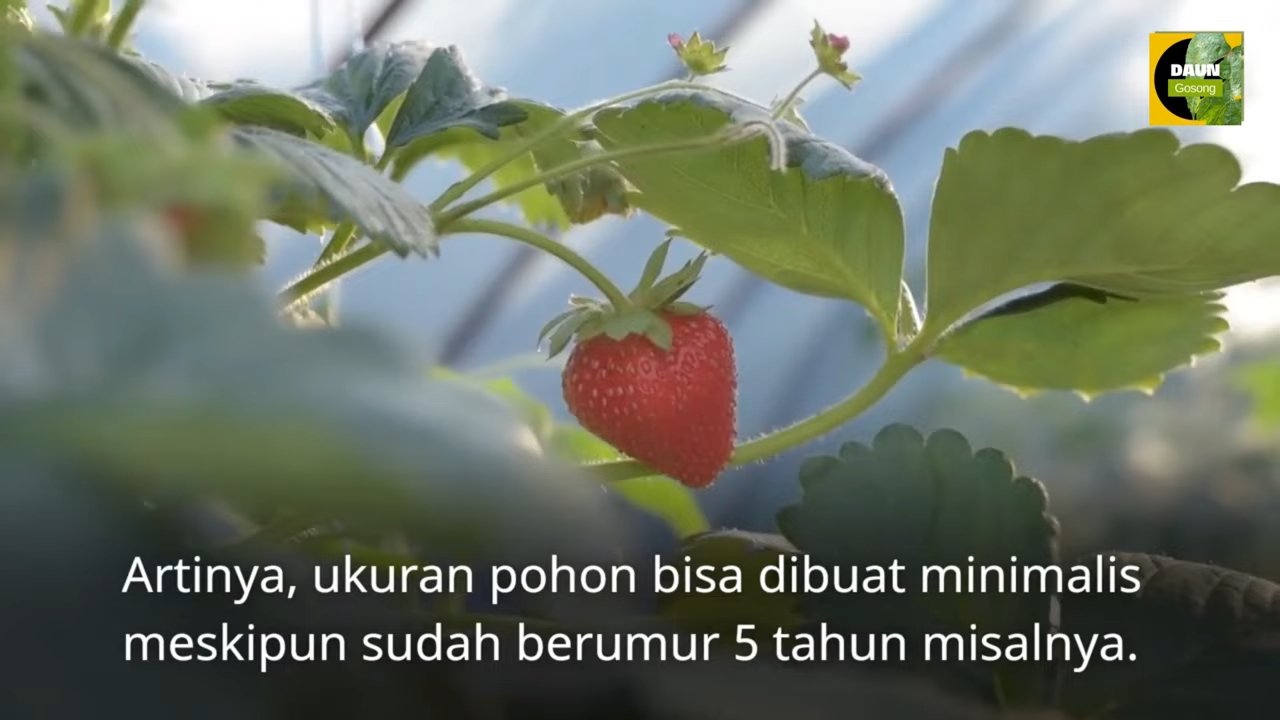 DAUN
Gosong
Artinya, ukuran pohon bisa dibuat minimalis
meskipun sudah berumur 5 tahun misalnya.